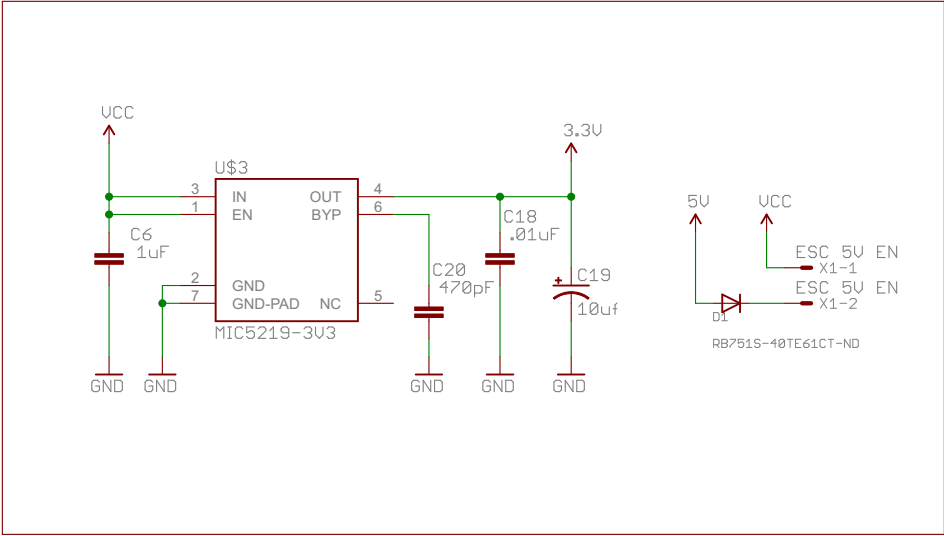 VCC
3.3V
U$3
3 IN OUT 4
1 EN BYP 6
C6
1uF
C18
.01uF
5V VCC
ESC 5V EN
X1-1
ESC 5V EN
X1-2
D1
RB751S-40TE61CT-ND
2 GND
7 GND-PAD NC 5
C20
470pF
C19
+
10uf
MIC5219-3V3
GND GND GND GND GND